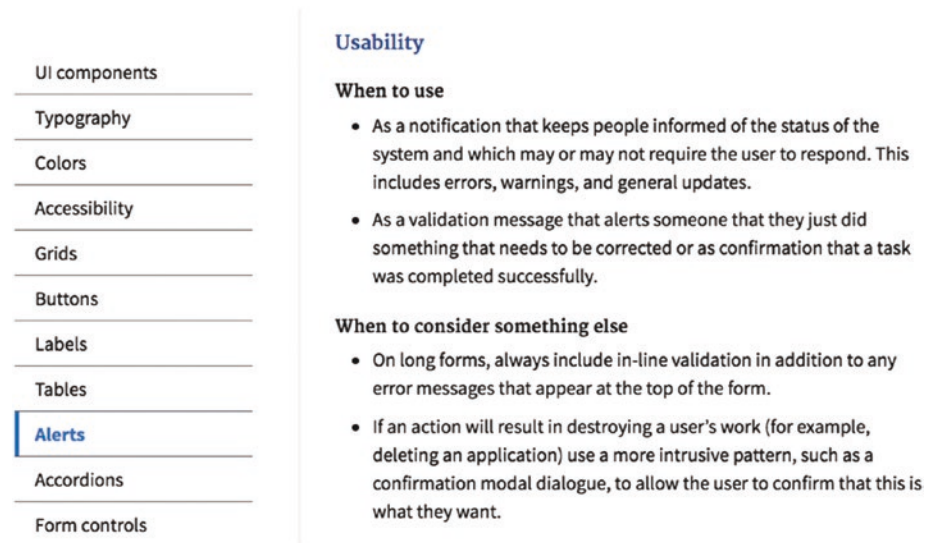 UI components
Typography
Colors
Accessibility
Grids
Buttons
Labels
Tables
Alerts
Accordions
Form controls
Usability
When to use
• As a notification that keeps people informed of the status of the
system and which may or may not require the user to respond. This
includes errors, warnings, and general updates.
• As a validation message that alerts someone that they just did
something that needs to be corrected or as confirmation that a task
was completed successfully.
When to consider something else
• On long forms, always include in-line validation in addition to any
error messages that appear at the top of the form.
• If an action will result in destroying a user's work (for example,
deleting an application) use a more intrusive pattern, such as a
confirmation modal dialogue, to allow the user to confirm that this is
what they want.